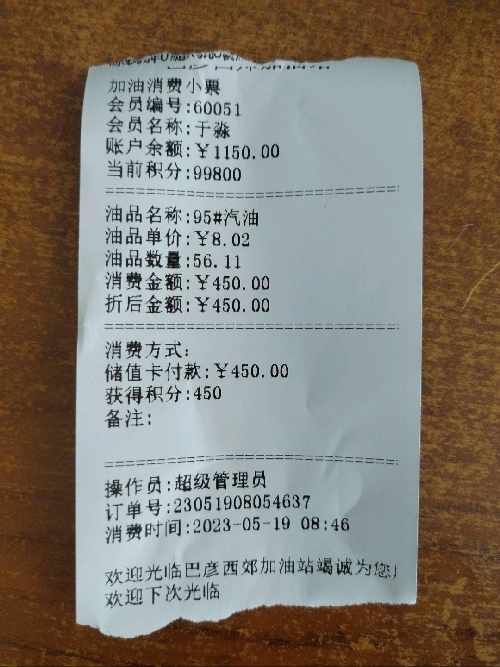 加油消费小票
会员编号:60051
会员名称:于淼
账户余额:￥1150.00
当前积分:99800
油品名称:95#汽油
油品单价:￥8.02
油品数量:56.11
消费金额:￥450.00
折后金额:￥450.00
消费方式:
储值卡付款:￥450.00
获得积分:450
备注:
操作员:超级管理员
订单号:23051908054637
消费时间:2023-05-19 08:46
欢迎光临巴彦西郊加油站竭诚为您
欢迎下次光临